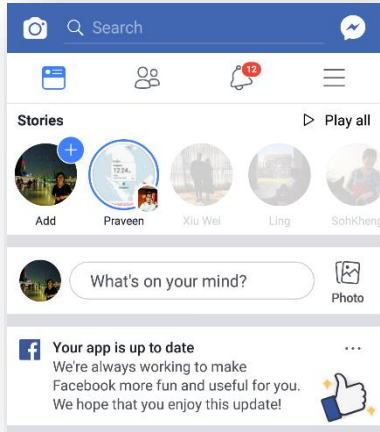 Search
12
Stories Play all
Add Praveen Xiu Wei Ling SohKheng
What's on your mind?
Photo
Your app is up to date
We're always working to make
Facebook more fun and useful for you.
We hope that you enjoy this update!